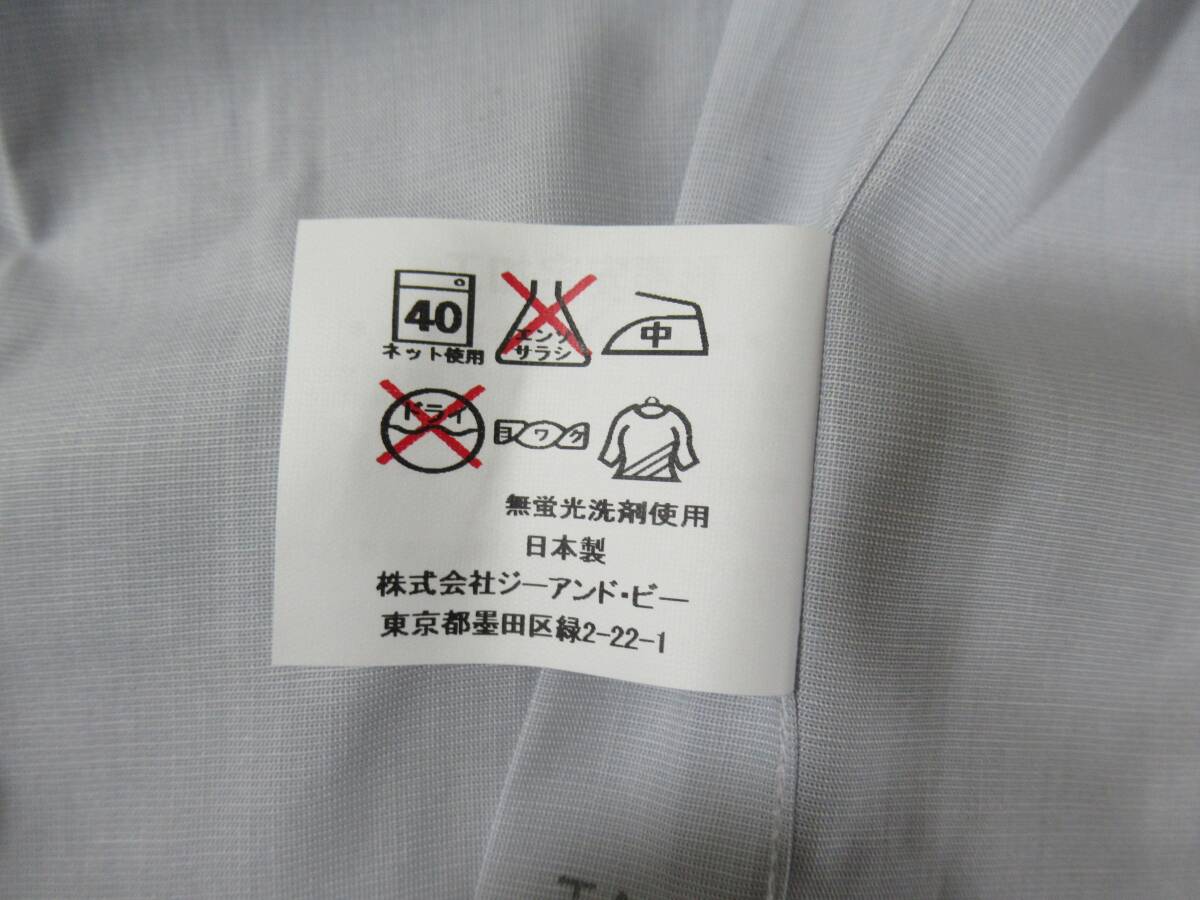 40
ネット使用
エンソ
サラシ
中
ドライ
ヨワク
無蛍光洗剤使用
日本製
株式会社ジーアンド・ビー
東京都墨田区緑2-22-1